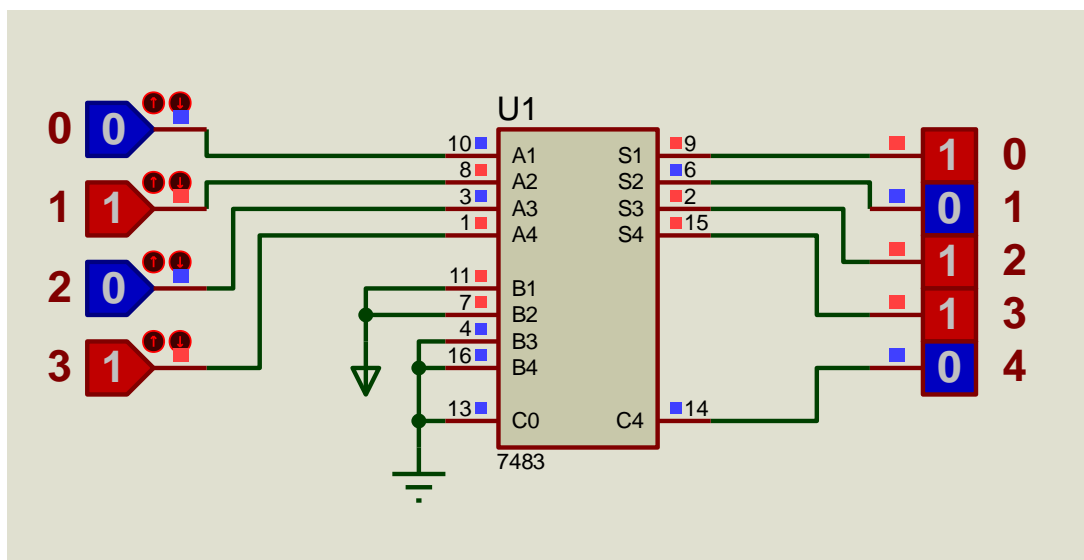 U1
0 0
10 A1 S1 9 1 0
8 A2 S2 6
1 1 3 A3 S3 2 0 1
1 A4 S4 15
2 0 1 2
11 B1
7 B2 1 3
4 B3
3 1 16 B4 0 4
13 C0 C4 14
7483